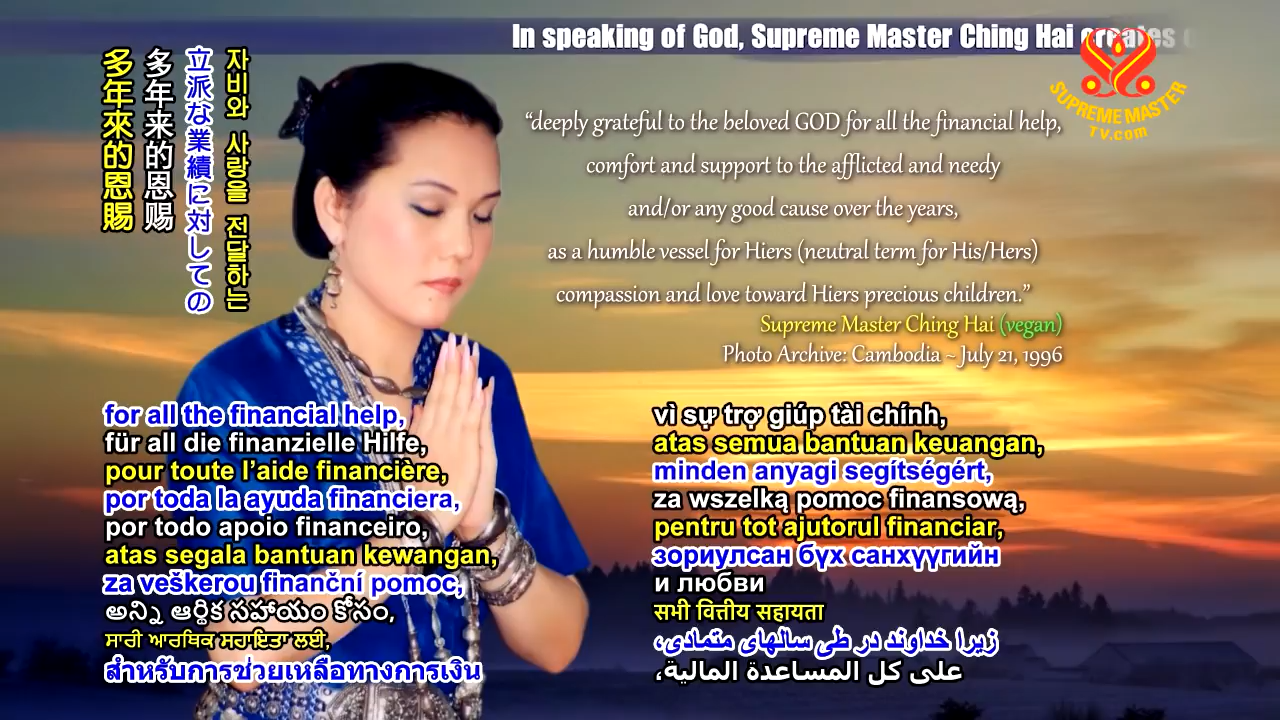 In speaking of God, Supreme Master Ching Hai creates
SUPREME MASTER
TV.com
“deeply grateful to the beloved GOD for all the financial help,
comfort and support to the afflicted and needy
and/or any good cause over the years,
as a humble vessel for Hiers (neutral term for His/Hers)
compassion and love toward Hiers precious children.”
Supreme Master Ching Hai (vegan)
Photo Archive: Cambodia ~ July 21, 1996
자비와 사랑을 전달하는
立派な業績に対しての
多年来的恩赐
多年來的恩賜
for all the financial help,
für all die finanzielle Hilfe,
pour toute l’aide financière,
por toda la ayuda financiera,
por todo apoio financeiro,
atas segala bantuan kewangan,
za veškerou finanční pomoc,
అన్ని ఆర్థిక సహాయం కోసం,
ਸਾਰੀ ਆਰਥਿਕ ਸਹਾਇਤਾ ਲਈ,
สำหรับการช่วยเหลือทางการเงิน
vì sự trợ giúp tài chính,
atas semua bantuan keuangan,
minden anyagi segítségért,
za wszelką pomoc finansową,
pentru tot ajutorul financiar,
зориулсан бүх санхүүгийн
и любви
सभी वित्तीय सहायता
زیرا خداوند در طی سالهای متمادی،
على كل المساعدة المالية،